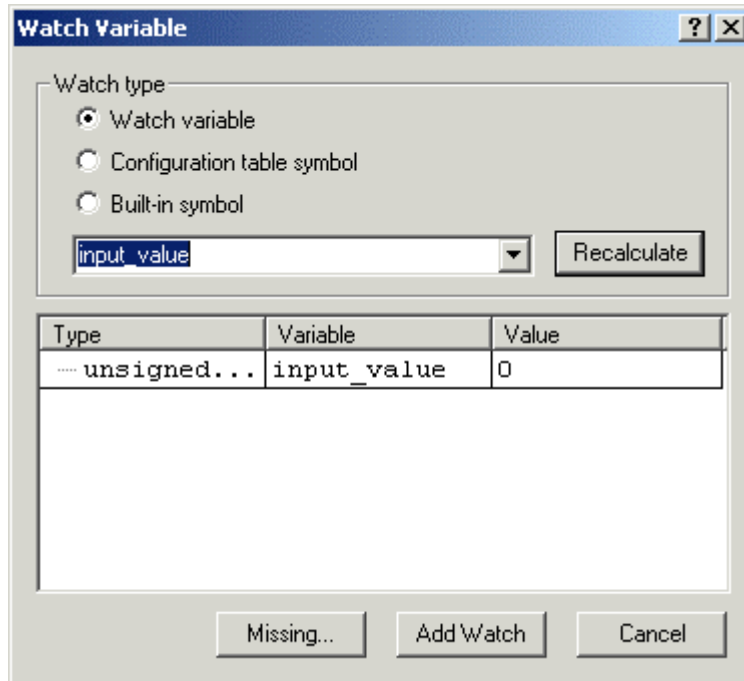 Watch Variable
Watch type
Watch variable
Configuration table symbol
Built-in symbol
input_value Recalculate
Type Variable Value
unsigned... input_value 0
Missing... Add Watch Cancel